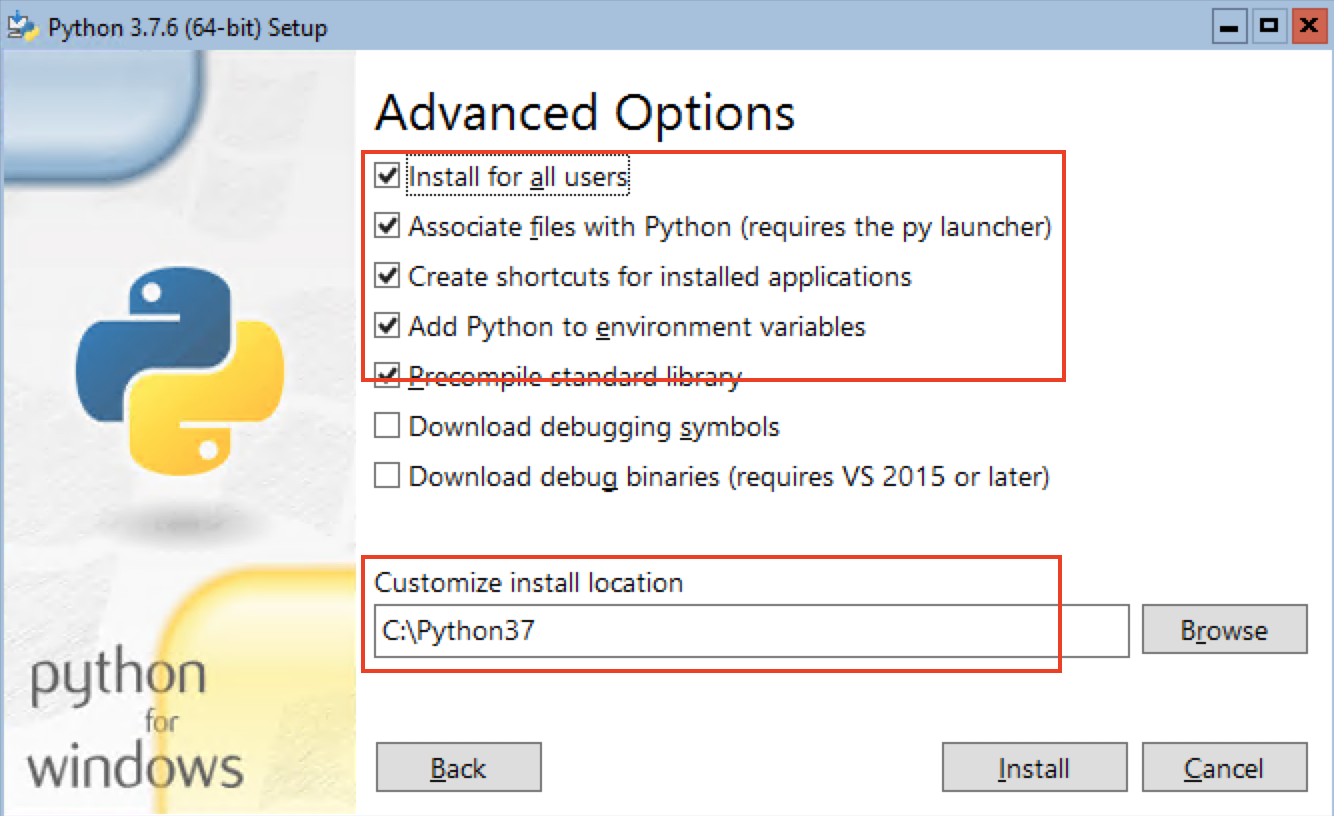 Python 3.7.6 (64-bit) Setup
Advanced Options
Install for all users
Associate files with Python (requires the py launcher)
Create shortcuts for installed applications
Add Python to environment variables
Precompile standard library
Download debugging symbols
Download debug binaries (requires VS 2015 or later)
Customize install location
C:\Python37
Browse
python
for
windows
Back
Install
Cancel